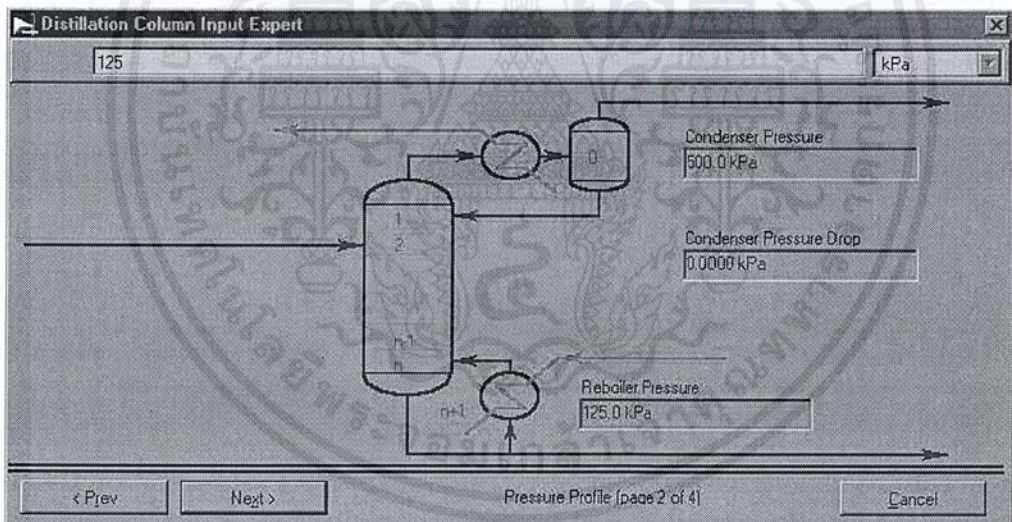 Distillation Column Input Expert
125
kPa
Condenser Pressure
500.0 kPa
0
Condenser Pressure Drop
0.0000 kPa
1
2
n-1
n
n+1
Reboiler Pressure
125.0 kPa
< Prev
Next >
Pressure Profile (page 2 of 4)
Cancel